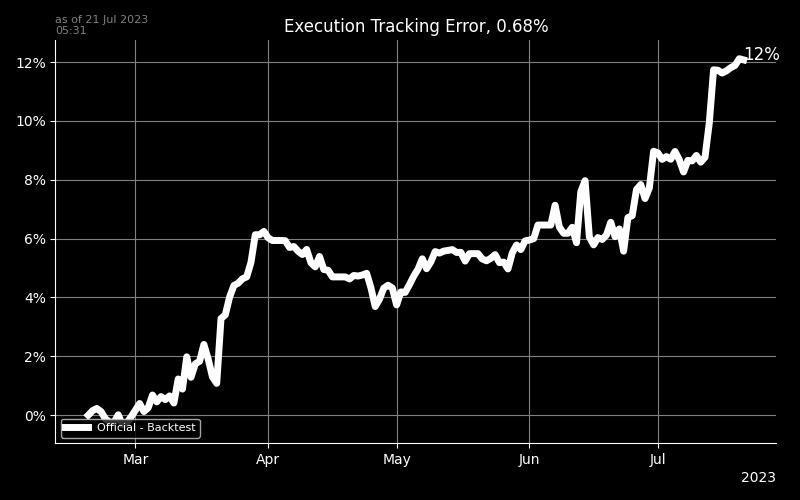 as of 21 Jul 2023
05:31
Execution Tracking Error, 0.68%
12%
12%
10%
8%
6%
4%
2%
0%
Official - Backtest
Mar Apr May Jun Jul
2023